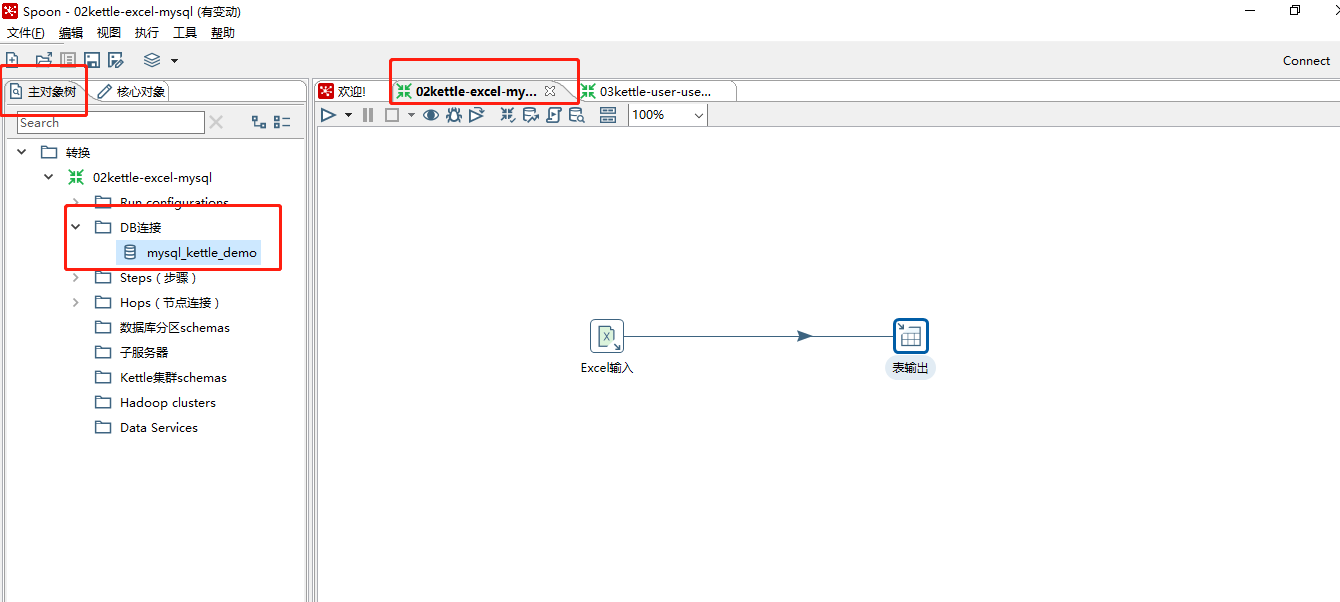 Spoon - 02kettle-excel-mysql (有变动)
文件(F) 编辑 视图 执行 工具 帮助
Connect
主对象树 核心对象
欢迎! 02kettle-excel-my... 03kettle-user-use...
Search
100%
转换
02kettle-excel-mysql
Run configurations
DB连接
mysql_kettle_demo
Steps ( 步骤 )
Hops ( 节点连接 )
数据库分区schemas
子服务器
Kettle集群schemas
Hadoop clusters
Data Services
Excel输入
表输出